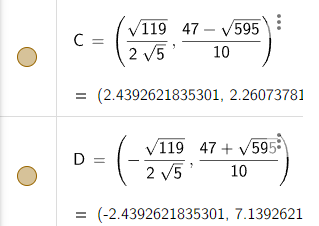 C = (√119 / 2√5, 47 − √595 / 10)
= (2.4392621835301, 2.26073781
D = (−√119 / 2√5, 47 + √595 / 10)
= (-2.4392621835301, 7.1392621